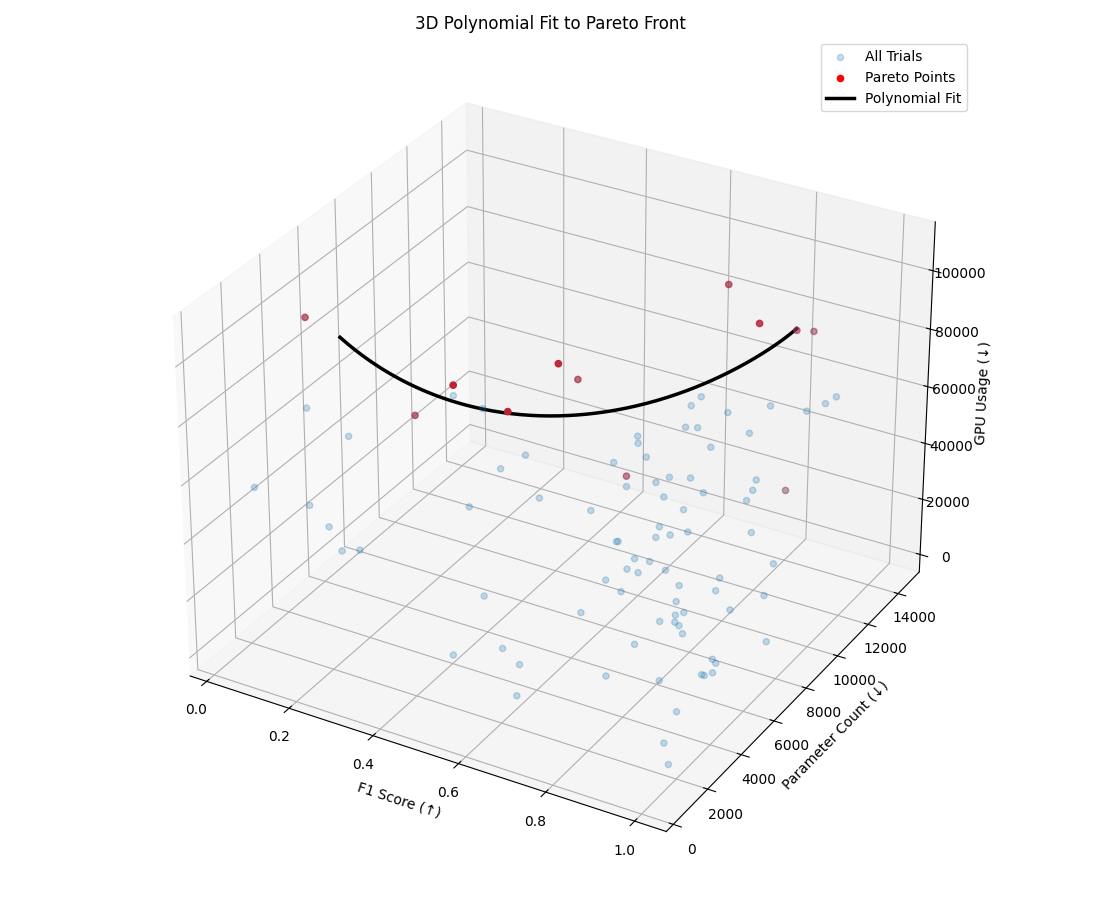 3D Polynomial Fit to Pareto Front
All Trials
Pareto Points
Polynomial Fit
100000
80000
60000
40000
20000
0
GPU Usage (↓)
14000
12000
10000
8000
6000
4000
2000
0
Parameter Count (↓)
0.0
0.2
0.4
0.6
0.8
1.0
F1 Score (↑)